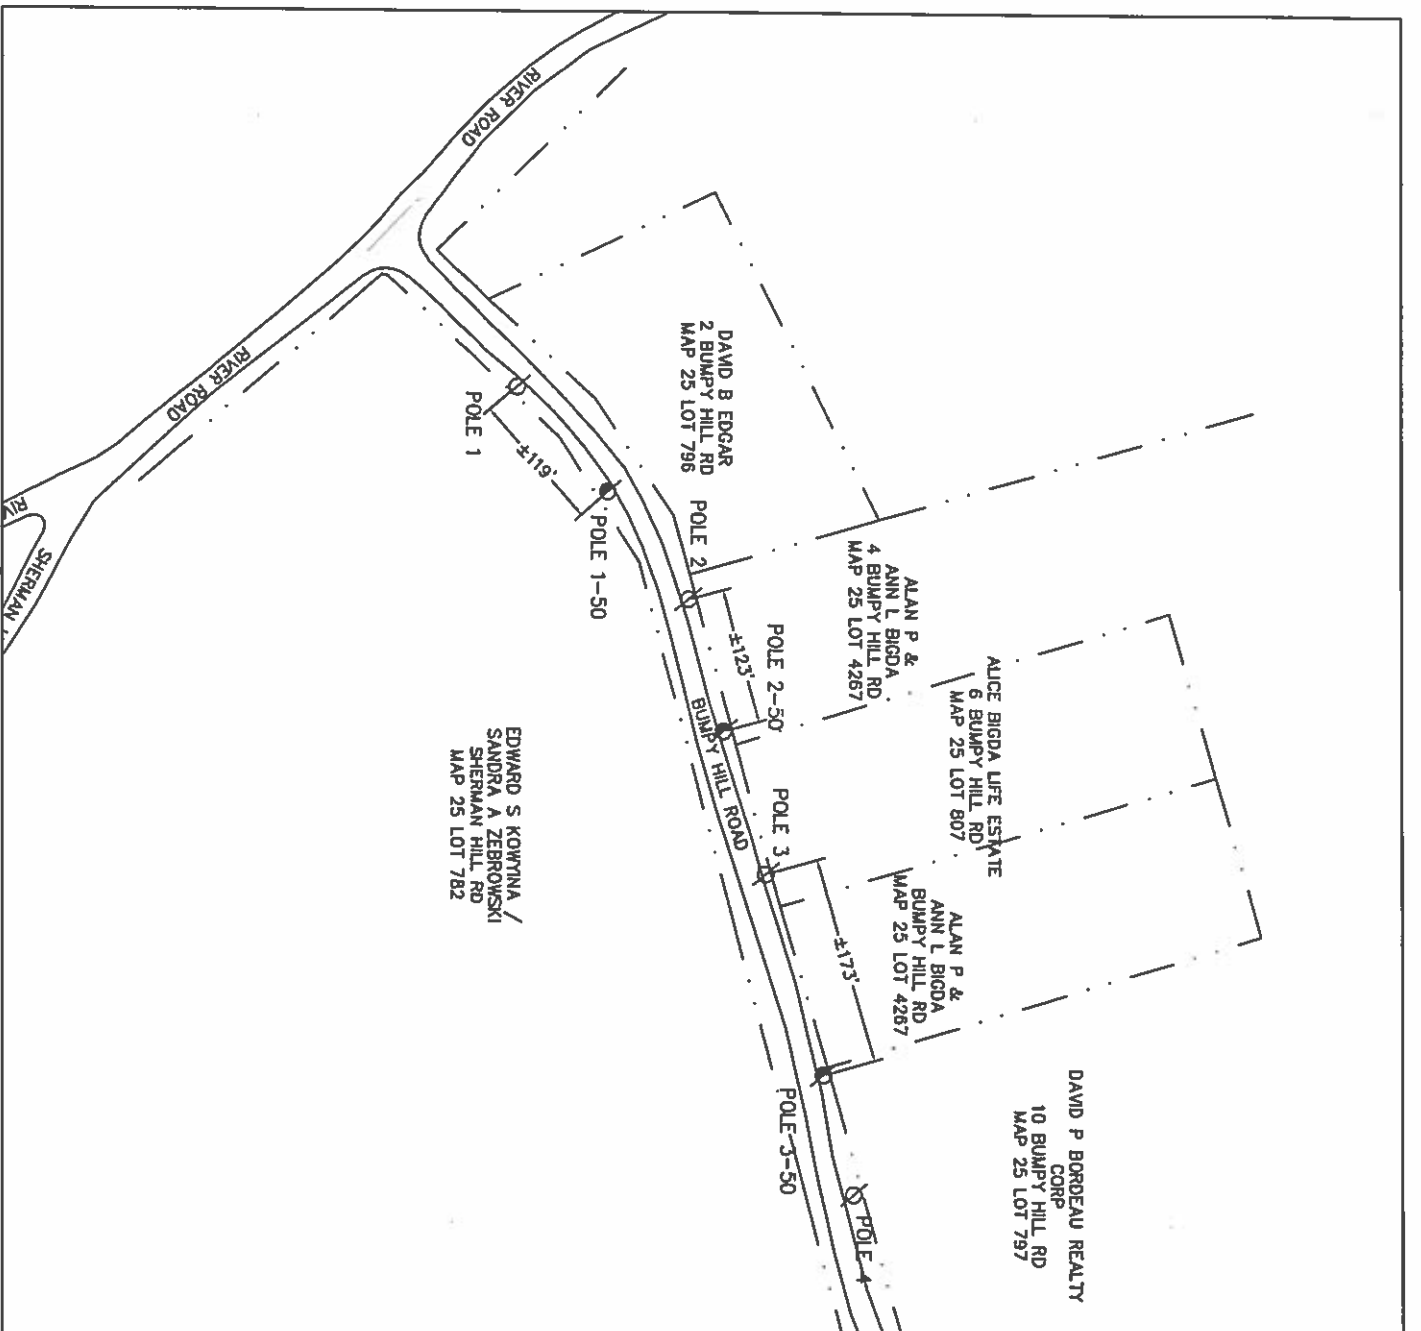 RIVER ROAD
DAVID B EDGAR
2 BUMPY HILL RD
MAP 25 LOT 796
RIVER ROAD
POLE 1
±119'
POLE 1-50
POLE 2
ALAN P &
ANN L BIGDA
4 BUMPY HILL RD
MAP 25 LOT 4267
±123'
POLE 2-50
RIV
SHERMAN
ALICE BIGDA LIFE ESTATE
6 BUMPY HILL RD
MAP 25 LOT 807
BUMPY HILL ROAD
POLE 3
EDWARD S KOWYINA /
SANDRA A ZEBROWSKI
SHERMAN HILL RD
MAP 25 LOT 782
ALAN P &
ANN L BIGDA
BUMPY HILL RD
MAP 25 LOT 4267
±173'
POLE 3-50
DAVID P BORDEAU REALTY
CORP
10 BUMPY HILL RD
MAP 25 LOT 797
POLE 4